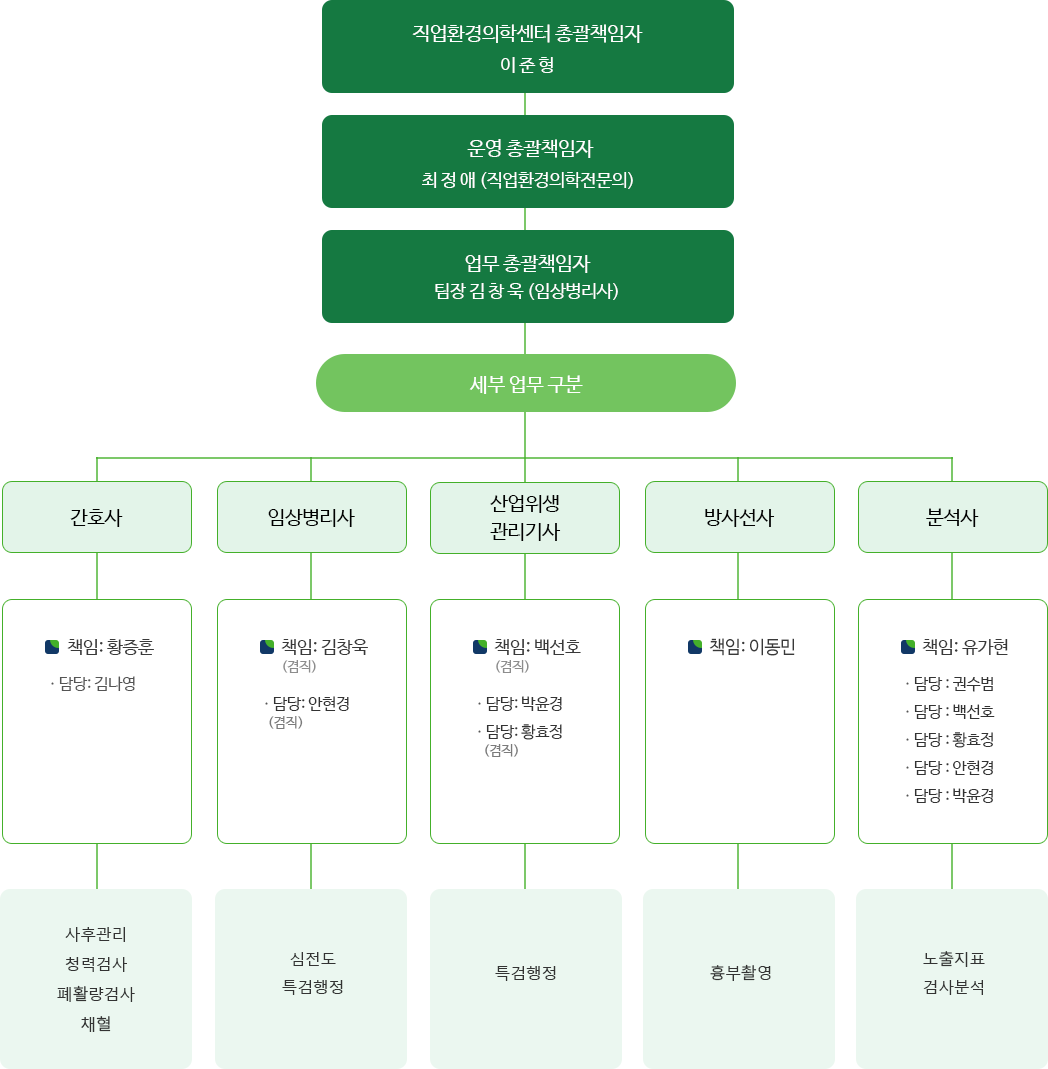 직업환경의학센터 총괄책임자
이 준 형
운영 총괄책임자
최 정 애 (직업환경의학전문의)
업무 총괄책임자
팀장 김 창 욱 (임상병리사)
세부 업무 구분
간호사
임상병리사
산업위생
관리기사
방사선사
분석사
책임: 황증훈
· 담당: 김나영
책임: 김창욱
(겸직)
· 담당: 안현경
(겸직)
책임: 백선호
(겸직)
· 담당: 박윤경
· 담당: 황효정
(겸직)
책임: 이동민
책임: 유가현
· 담당 : 권수범
· 담당 : 백선호
· 담당 : 황효정
· 담당 : 안현경
· 담당 : 박윤경
사후관리
청력검사
폐활량검사
채혈
심전도
특검행정
특검행정
흉부촬영
노출지표
검사분석